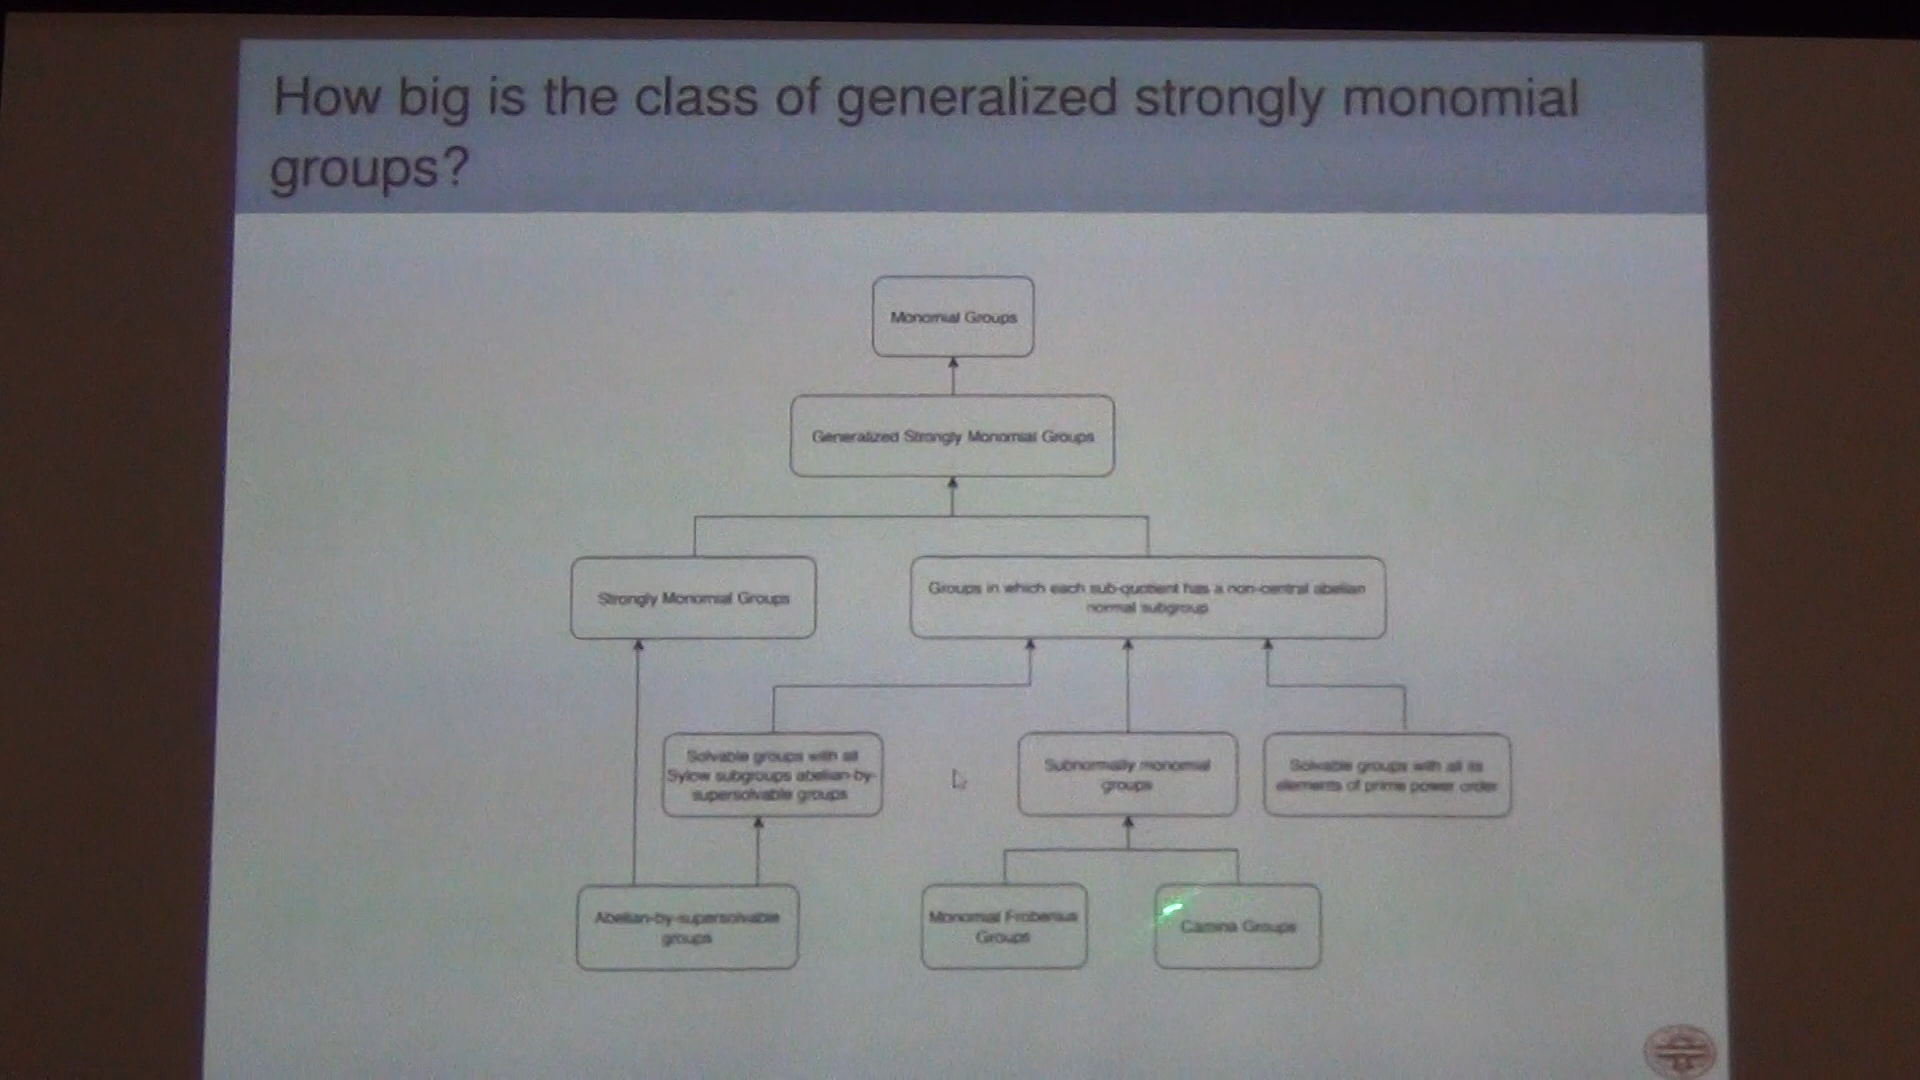 How big is the class of generalized strongly monomial
groups?
Monomial Groups
Generalized Strongly Monomial Groups
Strongly Monomial Groups
Groups in which each sub-quotient has a non-central abelian
normal subgroup
Solvable groups with all
Sylow subgroups abelian-by-
supersolvable groups
Subnormally monomial
groups
Solvable groups with all its
elements of prime power order
Abelian-by-supersolvable
groups
Monomial Frobenius
Groups
Camina Groups